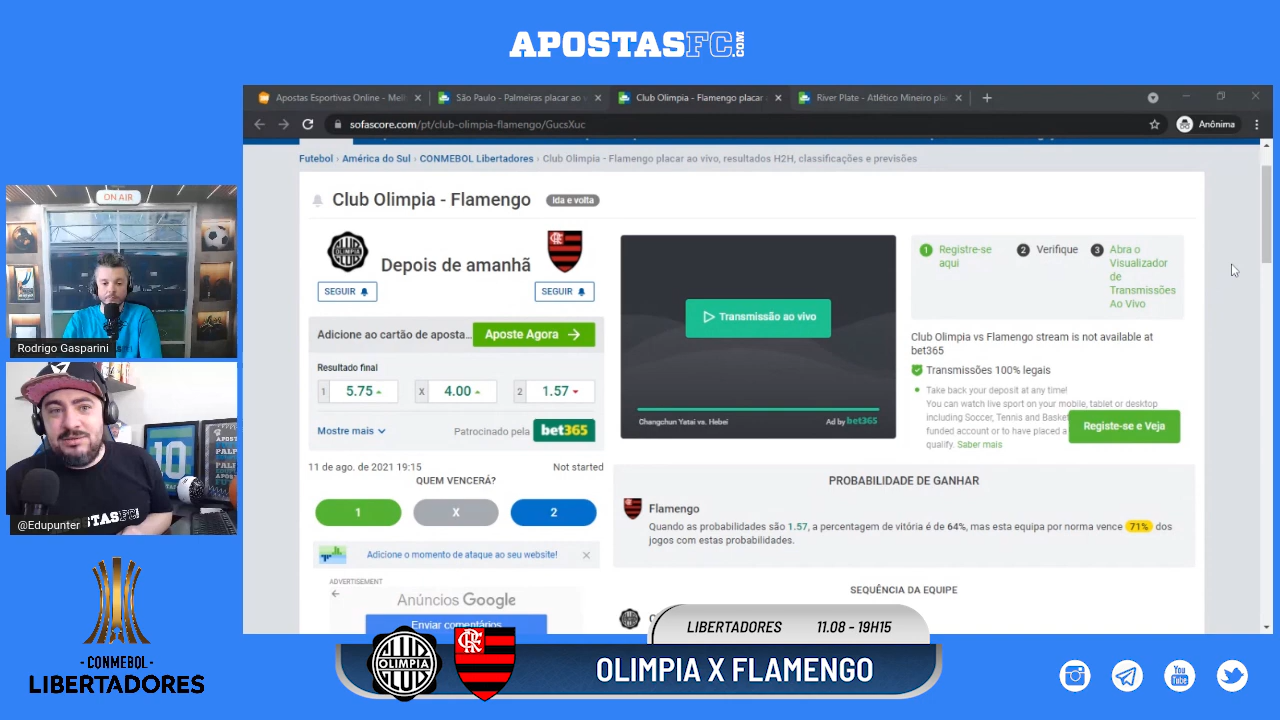 APOSTASFC.COM
Apostas Esportivas Online - Mel
São Paulo - Palmeiras placar ao v
Club Olimpia - Flamengo placar
River Plate - Atlético Mineiro pla
sofascore.com/pt/club-olimpia-flamengo/GucsXuc
Anônima
Futebol › América do Sul › CONMEBOL Libertadores › Club Olimpia - Flamengo placar ao vivo, resultados H2H, classificações e previsões
Club Olimpia - Flamengo
Ida e volta
OLIMPIA
Depois de amanhã
SEGUIR
SEGUIR
Adicione ao cartão de aposta...
Aposte Agora →
Resultado final
1 5.75
X 4.00
2 1.57
Mostre mais
Patrocinado pela
bet365
11 de ago. de 2021 19:15
Not started
QUEM VENCERÁ?
1
X
2
Adicione o momento de ataque ao seu website!
ADVERTISEMENT
Anúncios Google
Enviar comentários
Transmissão ao vivo
Changchun Yatai vs. Hebei
Ad by bet365
1 Registre-se aqui
2 Verifique
3 Abra o Visualizador de Transmissões Ao Vivo
Club Olimpia vs Flamengo stream is not available at
bet365
Transmissões 100% legais
Take back your deposit at any time!
You can watch live sport on your mobile, tablet or desktop
including Soccer, Tennis and Basket
funded account or to have placed a
qualify. Saber mais
Registe-se e Veja
PROBABILIDADE DE GANHAR
Flamengo
Quando as probabilidades são 1.57, a percentagem de vitória é de 64%, mas esta equipa por norma vence 71% dos
jogos com estas probabilidades.
SEQUÊNCIA DA EQUIPE
ON AIR
Rodrigo Gasparini
10
@Edupunter
- CONMEBOL -
LIBERTADORES
LIBERTADORES 11.08 - 19H15
OLIMPIA
OLIMPIA X FLAMENGO
You
Tube